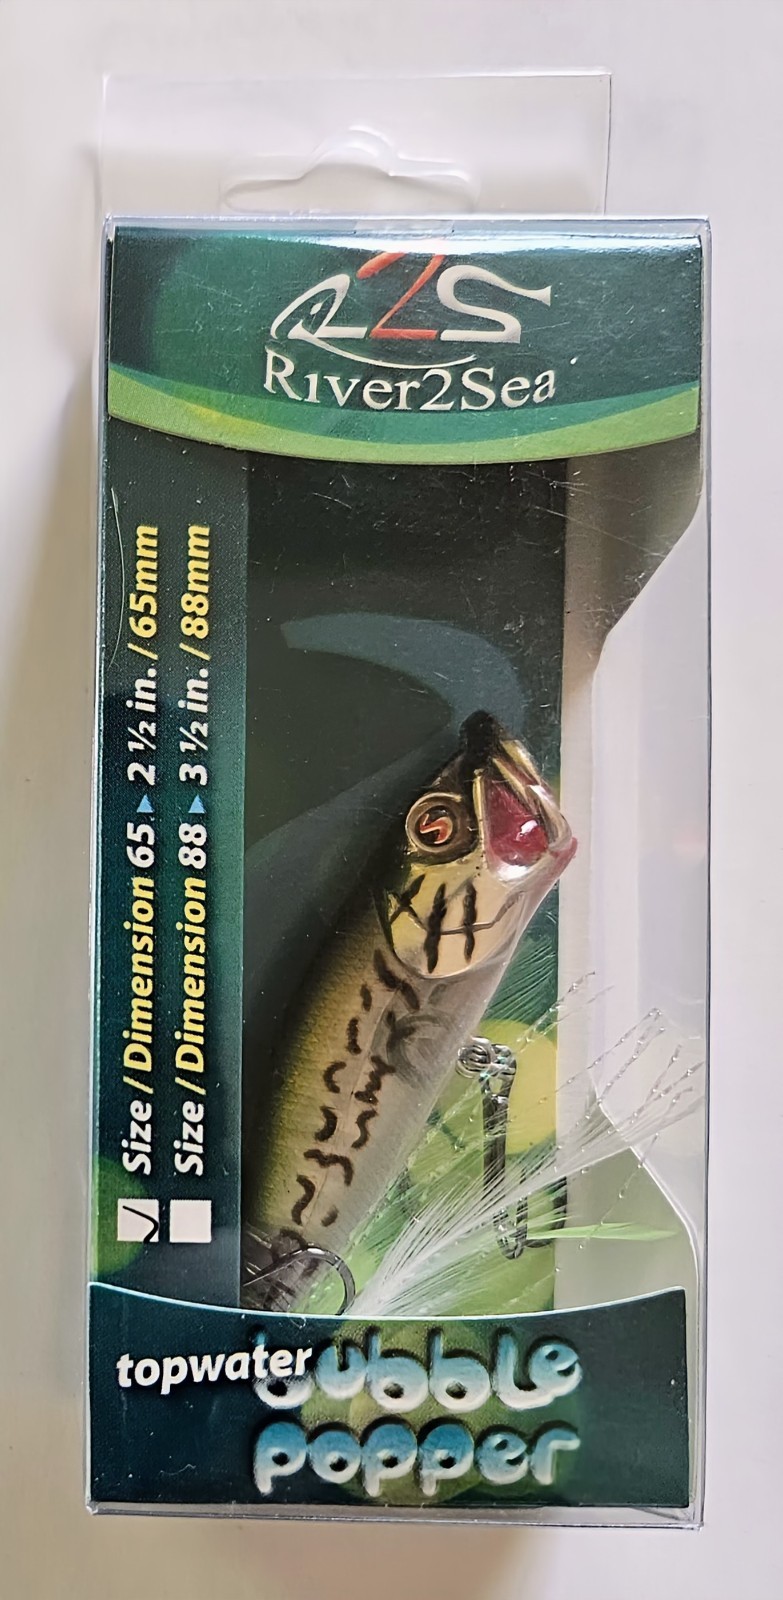 R2S
River2Sea
Size / Dimension 65 ▸ 2 ½ in. / 65mm
Size / Dimension 88 ▸ 3 ½ in. / 88mm
topwater bubble
popper